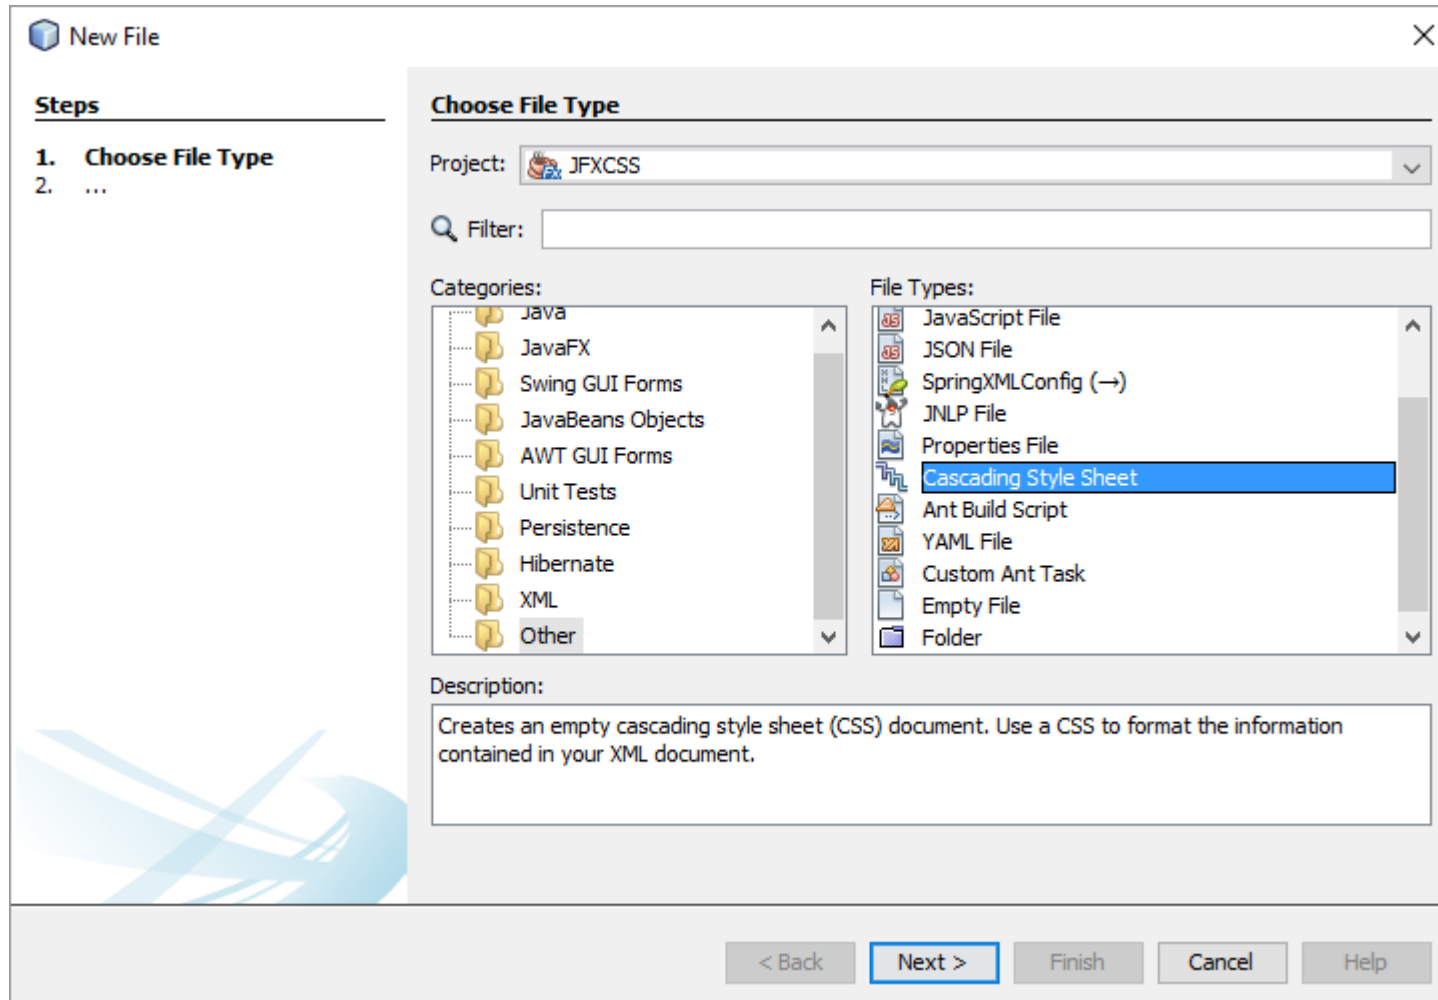 New File
Steps
1. Choose File Type
2. ...
Choose File Type
Project: JFXCSS
Filter:
Categories:
Java
JavaFX
Swing GUI Forms
JavaBeans Objects
AWT GUI Forms
Unit Tests
Persistence
Hibernate
XML
Other
File Types:
JavaScript File
JSON File
SpringXMLConfig (→)
JNLP File
Properties File
Cascading Style Sheet
Ant Build Script
YAML File
Custom Ant Task
Empty File
Folder
Description:
Creates an empty cascading style sheet (CSS) document. Use a CSS to format the information
contained in your XML document.
< Back Next > Finish Cancel Help